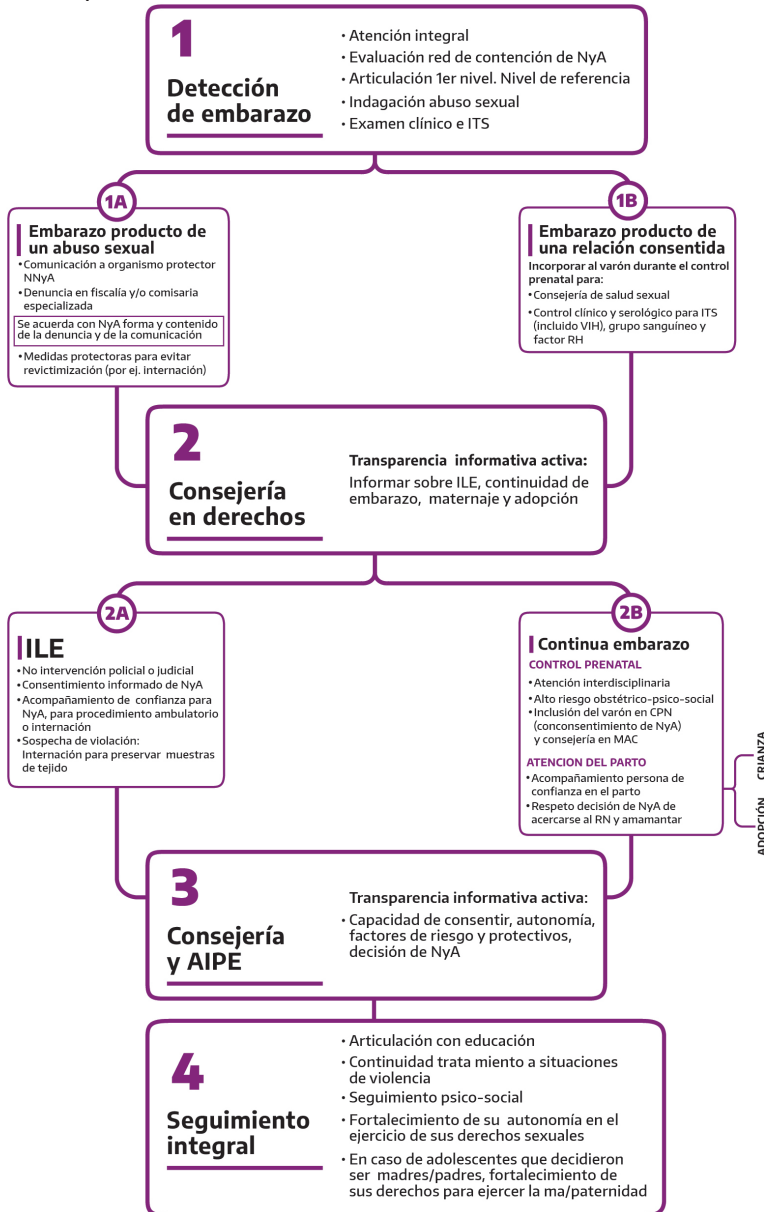 1
Detección
de embarazo
• Atención integral
• Evaluación red de contención de NyA
• Articulación 1er nivel. Nivel de referencia
• Indagación abuso sexual
• Examen clínico e ITS
1A
Embarazo producto de
un abuso sexual
• Comunicación a organismo protector
NNyA
• Denuncia en fiscalía y/o comisaria
especializada
Se acuerda con NyA forma y contenido
de la denuncia y de la comunicación
• Medidas protectoras para evitar
revictimización (por ej. internación)
1B
Embarazo producto de
una relación consentida
Incorporar al varón durante el control
prenatal para:
• Consejería de salud sexual
• Control clínico y serológico para ITS
(incluido VIH), grupo sanguíneo y
factor RH
2
Consejería
en derechos
Transparencia informativa activa:
Informar sobre ILE, continuidad de
embarazo, maternaje y adopción
2A
ILE
• No intervención policial o judicial
• Consentimiento informado de NyA
• Acompañamiento de confianza para
NyA, para procedimiento ambulatorio
o internación
• Sospecha de violación:
Internación para preservar muestras
de tejido
2B
Continua embarazo
CONTROL PRENATAL
• Atención interdisciplinaria
• Alto riesgo obstétrico-psico-social
• Inclusión del varón en CPN
(conconsentimiento de NyA)
y consejería en MAC
ATENCION DEL PARTO
• Acompañamiento persona de
confianza en el parto
• Respeto decisión de NyA de
acercarse al RN y amamantar
CRIANZA
ADOPCIÓN
3
Consejería
y AIPE
Transparencia informativa activa:
• Capacidad de consentir, autonomía,
factores de riesgo y protectivos,
decisión de NyA
4
Seguimiento
integral
• Articulación con educación
• Continuidad trata miento a situaciones
de violencia
• Seguimiento psico-social
• Fortalecimiento de su autonomía en el
ejercicio de sus derechos sexuales
• En caso de adolescentes que decidieron
ser madres/padres, fortalecimiento de
sus derechos para ejercer la ma/paternidad